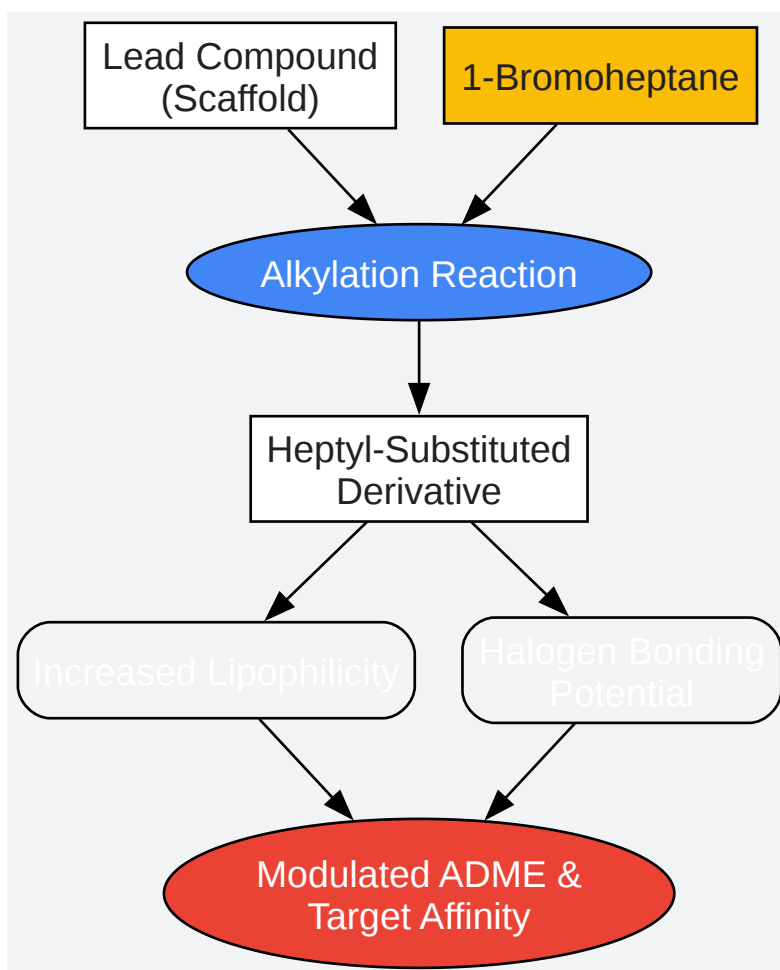 Lead Compound
(Scaffold)
1-Bromoheptane
Alkylation Reaction
Heptyl-Substituted
Derivative
Increased Lipophilicity
Halogen Bonding
Potential
Modulated ADME &
Target Affinity